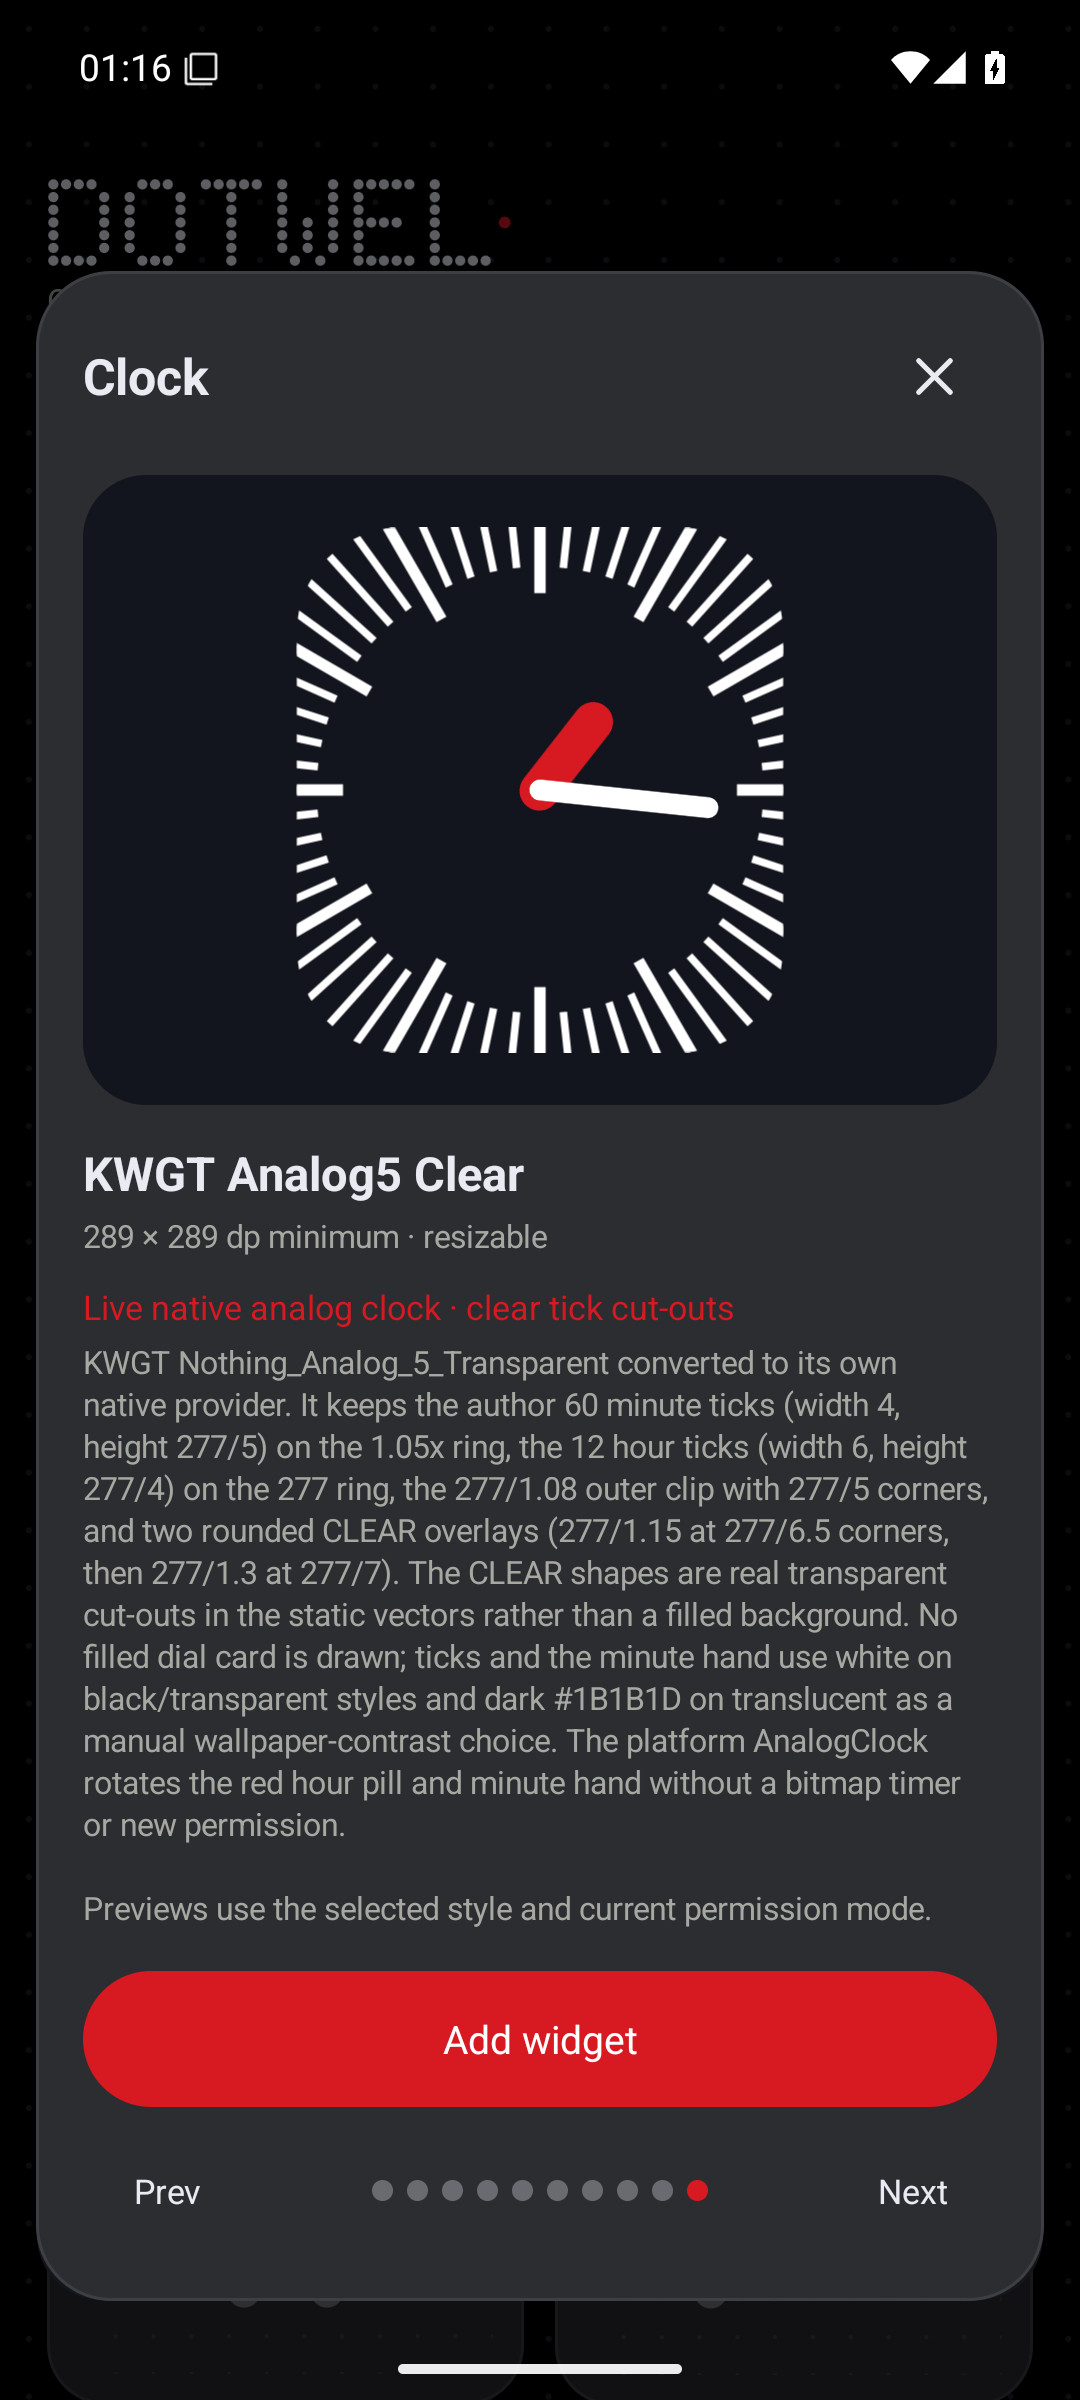 01:16
DOTWEL
Clock
KWGT Analog5 Clear
289 × 289 dp minimum · resizable
Live native analog clock · clear tick cut-outs
KWGT Nothing_Analog_5_Transparent converted to its own
native provider. It keeps the author 60 minute ticks (width 4,
height 277/5) on the 1.05x ring, the 12 hour ticks (width 6, height
277/4) on the 277 ring, the 277/1.08 outer clip with 277/5 corners,
and two rounded CLEAR overlays (277/1.15 at 277/6.5 corners,
then 277/1.3 at 277/7). The CLEAR shapes are real transparent
cut-outs in the static vectors rather than a filled background. No
filled dial card is drawn; ticks and the minute hand use white on
black/transparent styles and dark #1B1B1D on translucent as a
manual wallpaper-contrast choice. The platform AnalogClock
rotates the red hour pill and minute hand without a bitmap timer
or new permission.
Previews use the selected style and current permission mode.
Add widget
Prev
Next